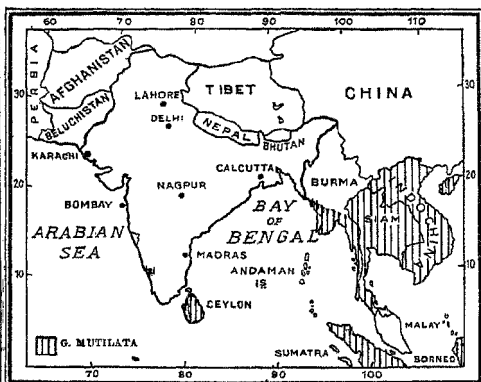 60 70 80 90 100 110
PERSIA
AFGHANISTAN
BELUCHISTAN
LAHORE
DELHI
TIBET
CHINA
30
30
NEPAL
BHUTAN
KARACHI
CALCUTTA
BURMA
20
20
NAGPUR
BOMBAY
BAY
OF
BENGAL
SIAM
ARABIAN
SEA
MADRAS
ANDAMAN
IS
10
10
CEYLON
MALAY
G. MUTILATA
SUMATRA
BORNEO
70 80 90 100